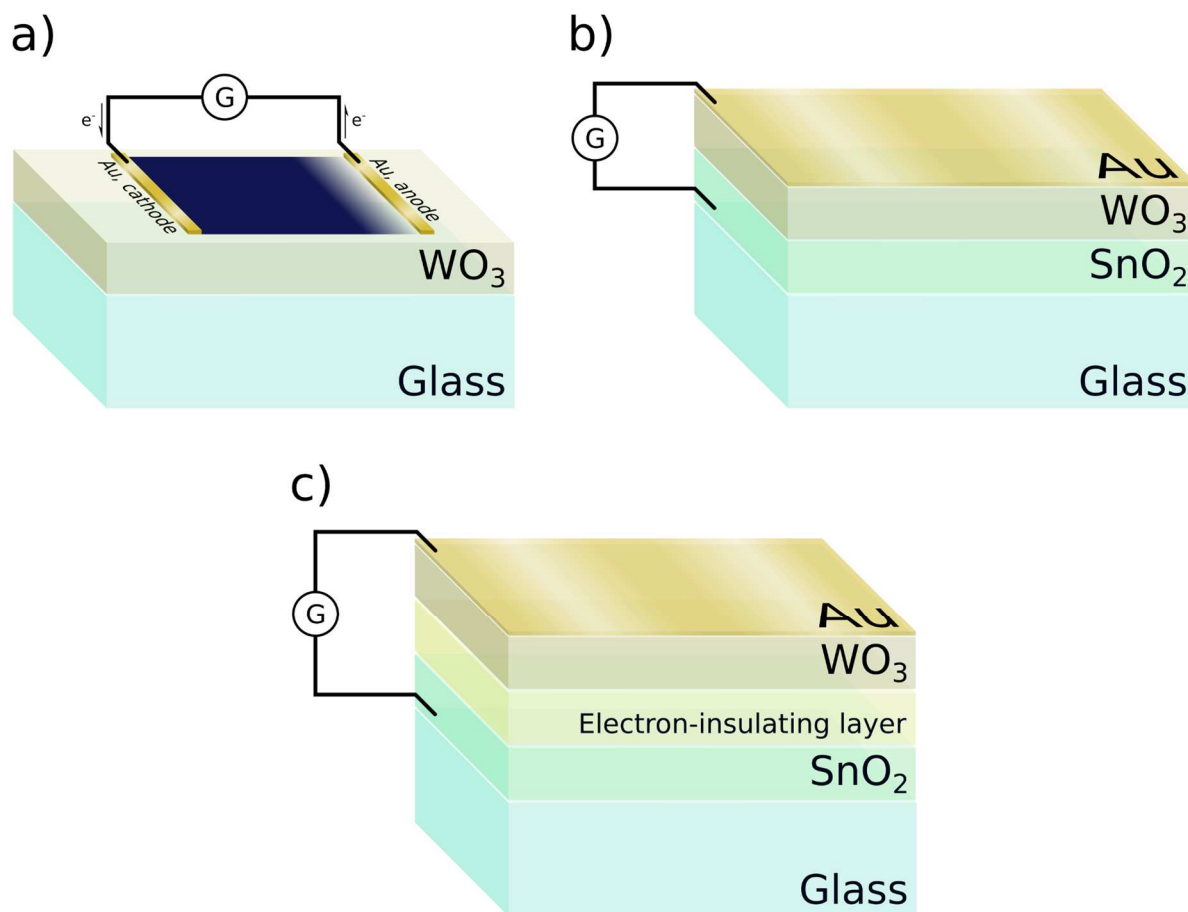 a)
G
e-
e-
Au, cathode
Au, anode
WO₃
Glass
b)
G
Au
WO₃
SnO₂
Glass
c)
G
Au
WO₃
Electron-insulating layer
SnO₂
Glass